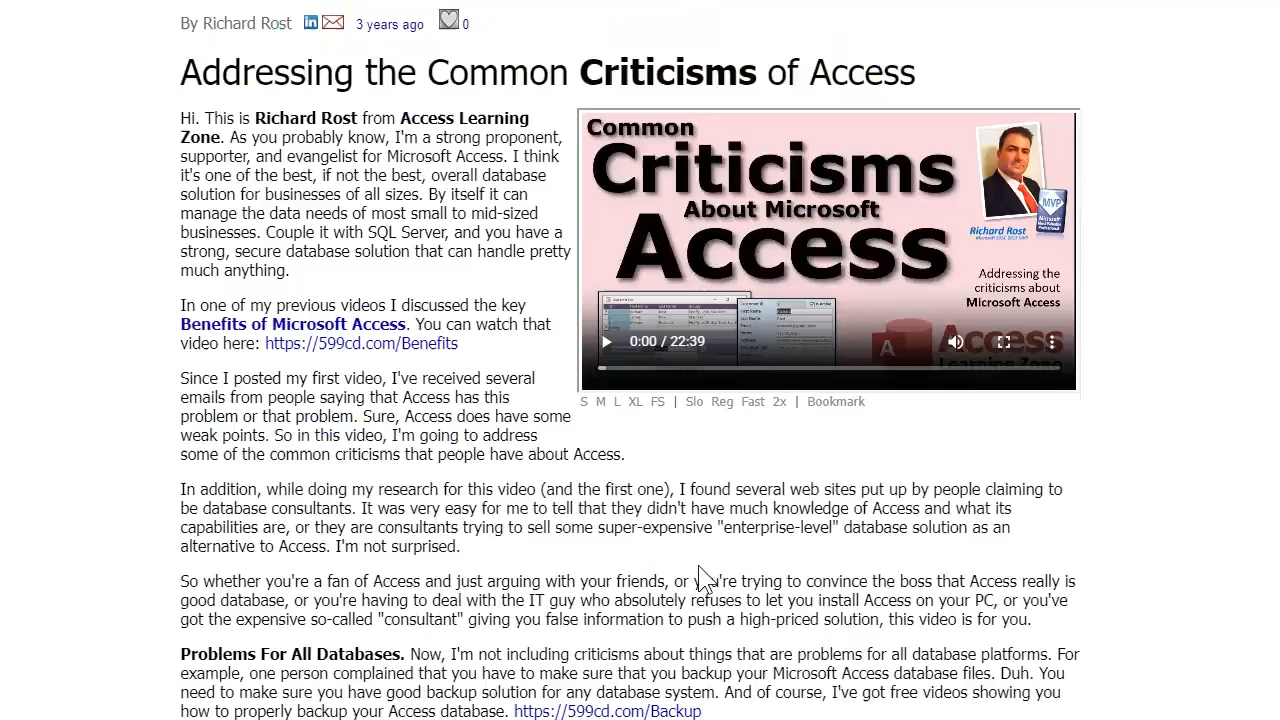 By Richard Rost in 3 years ago 0
Addressing the Common Criticisms of Access
Hi. This is Richard Rost from Access Learning
Zone. As you probably know, I'm a strong proponent,
supporter, and evangelist for Microsoft Access. I think
it's one of the best, if not the best, overall database
solution for businesses of all sizes. By itself it can
manage the data needs of most small to mid-sized
businesses. Couple it with SQL Server, and you have a
strong, secure database solution that can handle pretty
much anything.
In one of my previous videos I discussed the key
Benefits of Microsoft Access. You can watch that
video here: https://599cd.com/Benefits
Since I posted my first video, I've received several
emails from people saying that Access has this
problem or that problem. Sure, Access does have some
weak points. So in this video, I'm going to address
some of the common criticisms that people have about Access.
Common
Criticisms
About Microsoft
Access
MVP
Richard Rost
Addressing the
criticisms about
Microsoft Access
A Access
Learning Zone
0:00 / 22:39
S M L XL FS | Slo Reg Fast 2x | Bookmark
In addition, while doing my research for this video (and the first one), I found several web sites put up by people claiming to
be database consultants. It was very easy for me to tell that they didn't have much knowledge of Access and what its
capabilities are, or they are consultants trying to sell some super-expensive "enterprise-level" database solution as an
alternative to Access. I'm not surprised.
So whether you're a fan of Access and just arguing with your friends, or you're trying to convince the boss that Access really is
good database, or you're having to deal with the IT guy who absolutely refuses to let you install Access on your PC, or you've
got the expensive so-called "consultant" giving you false information to push a high-priced solution, this video is for you.
Problems For All Databases. Now, I'm not including criticisms about things that are problems for all database platforms. For
example, one person complained that you have to make sure that you backup your Microsoft Access database files. Duh. You
need to make sure you have good backup solution for any database system. And of course, I've got free videos showing you
how to properly backup your Access database. https://599cd.com/Backup